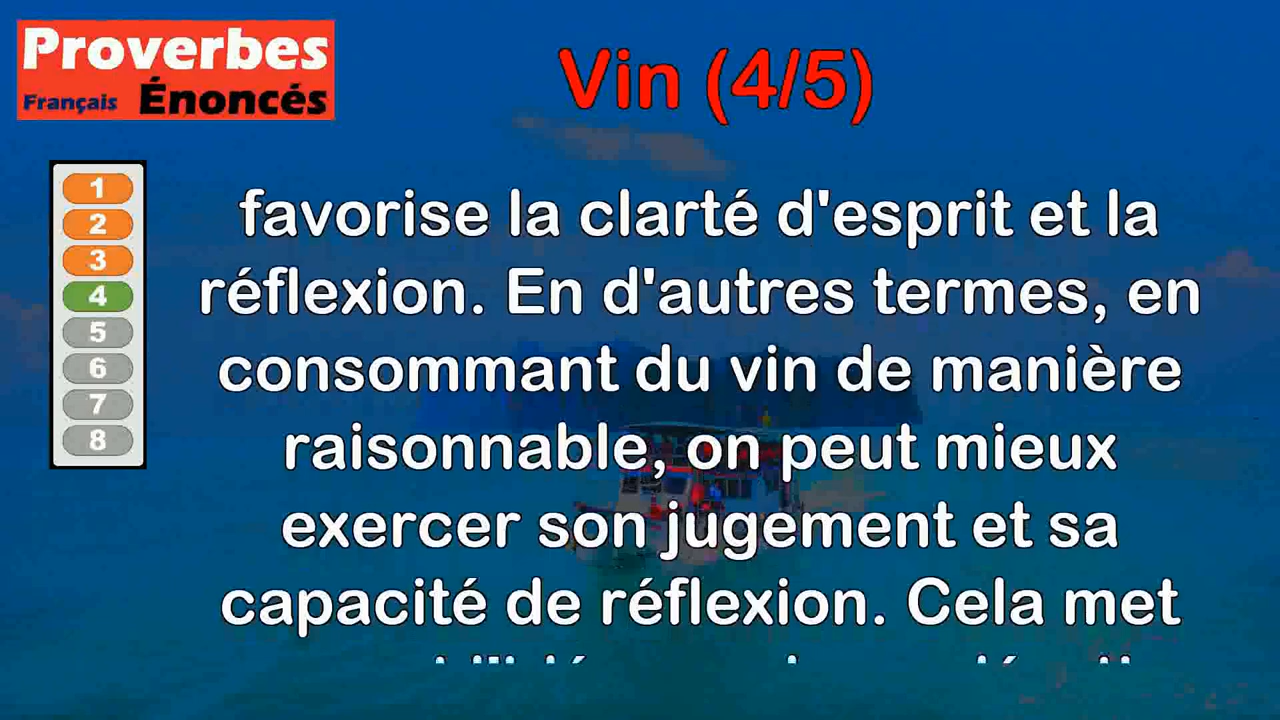 Proverbes
Français Énoncés
Vin (4/5)
1
2
3
4
5
6
7
8
favorise la clarté d'esprit et la
réflexion. En d'autres termes, en
consommant du vin de manière
raisonnable, on peut mieux
exercer son jugement et sa
capacité de réflexion. Cela met